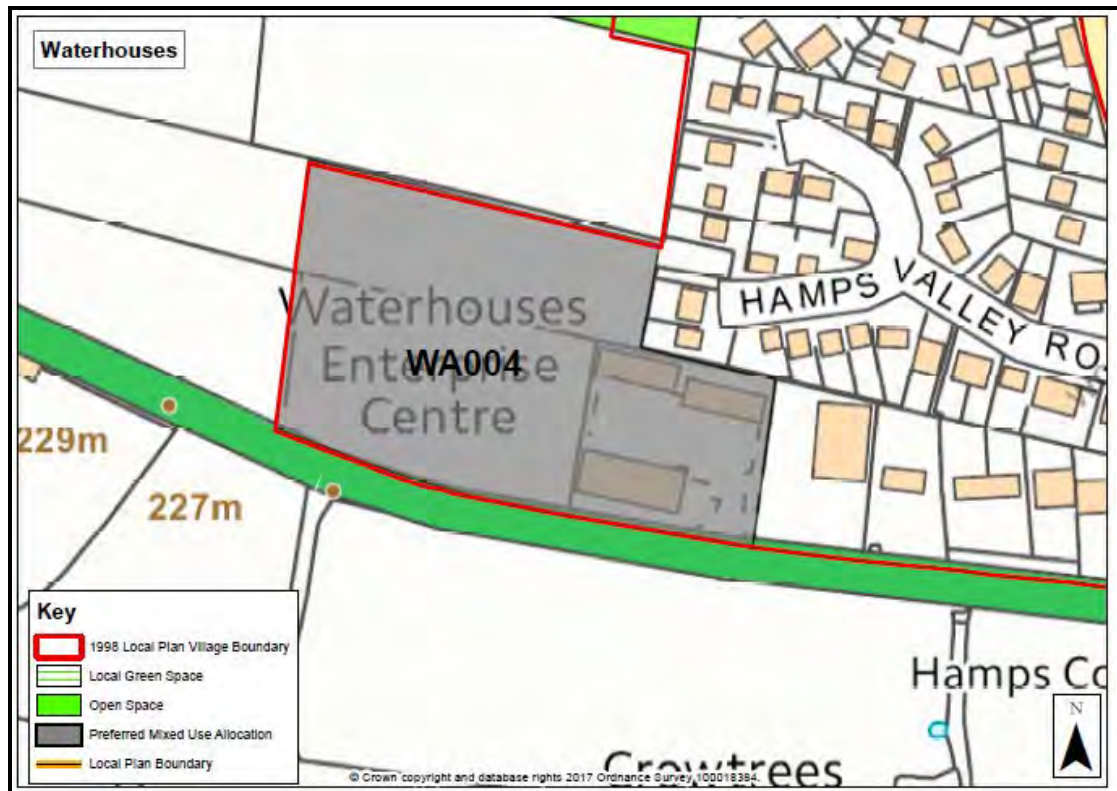 Waterhouses
HAMPS VALLEY RO
Waterhouses
Enterprise
WA004
Centre
229m
227m
Hamps Co
Crowtrees
Key
1998 Local Plan Village Boundary
Local Green Space
Open Space
Preferred Mixed Use Allocation
Local Plan Boundary
© Crown copyright and database rights 2017 Ordnance Survey 100018384.
N